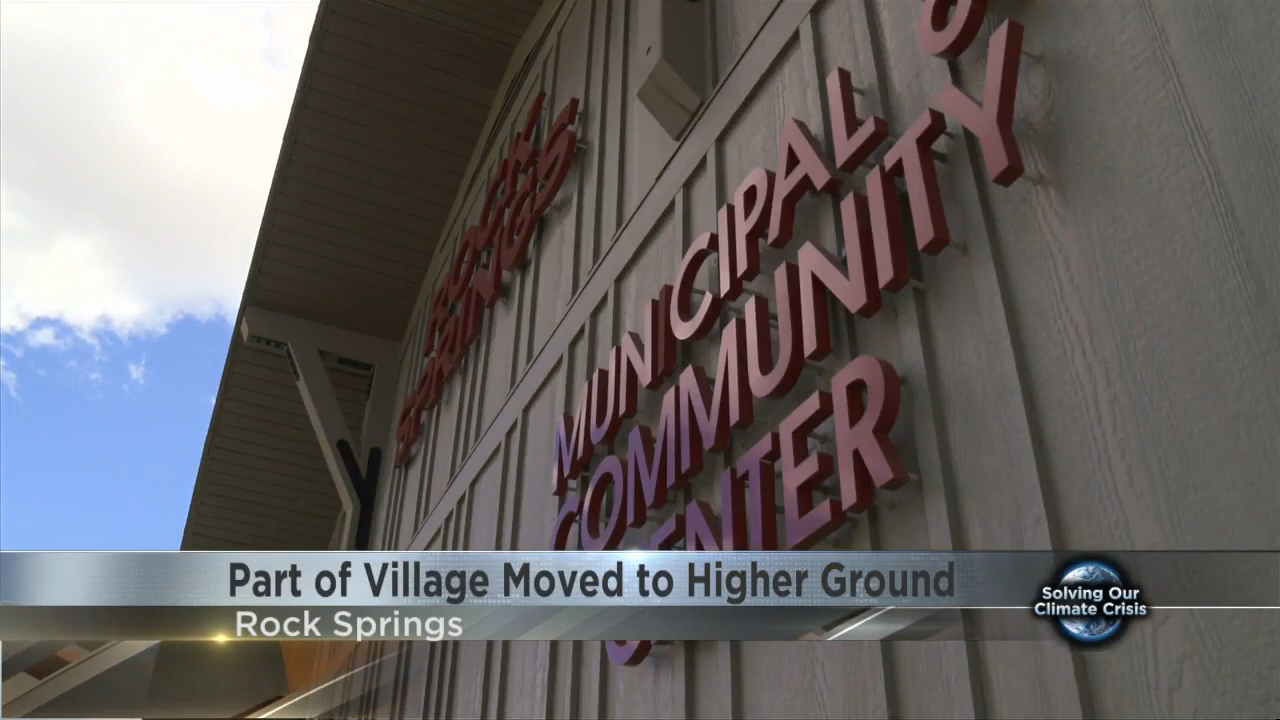 ROCK
SPRINGS
MUNICIPAL
COMMUNITY
CENTER
Part of Village Moved to Higher Ground
Rock Springs
Solving Our
Climate Crisis